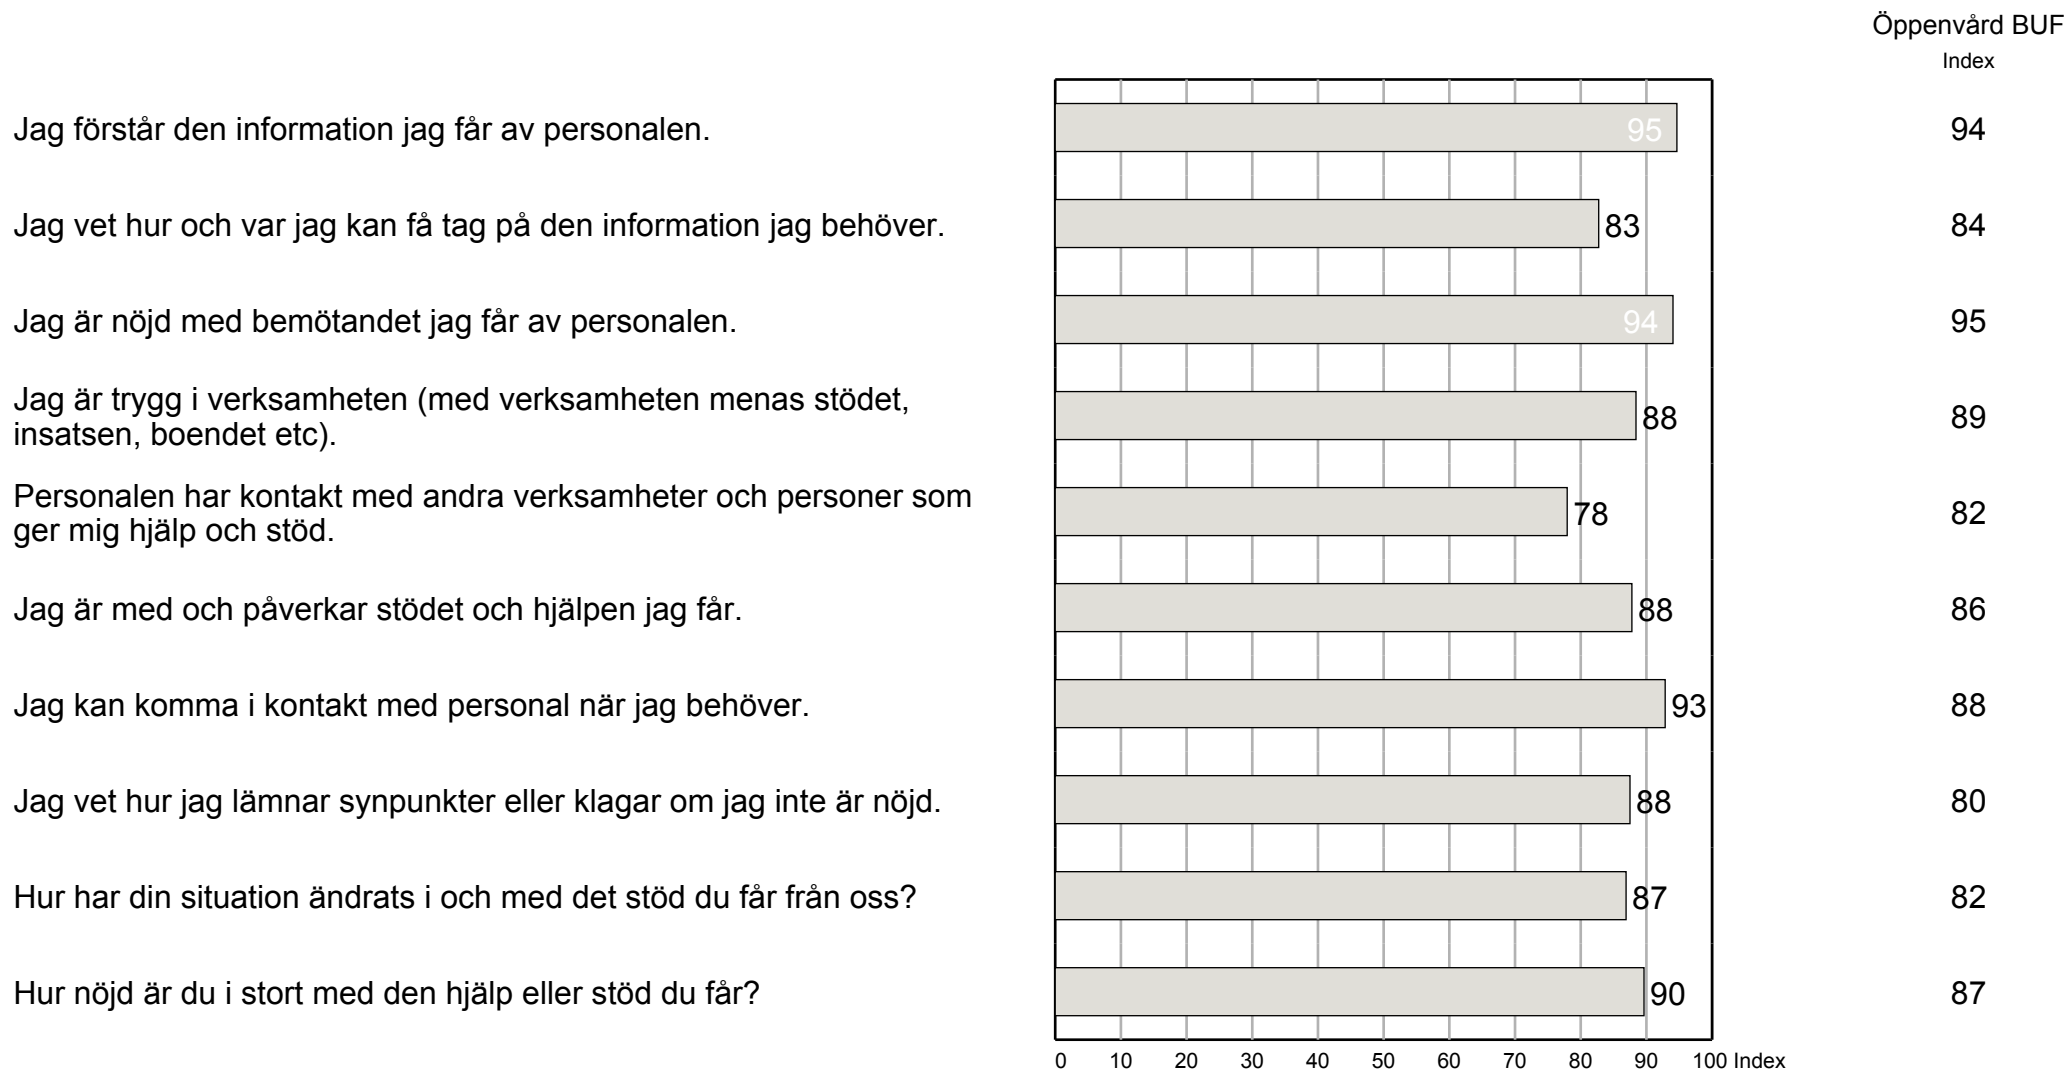 Öppenvård BUF
Index
Jag förstår den information jag får av personalen. 95 94
Jag vet hur och var jag kan få tag på den information jag behöver. 83 84
Jag är nöjd med bemötandet jag får av personalen. 94 95
Jag är trygg i verksamheten (med verksamheten menas stödet,
insatsen, boendet etc). 88 89
Personalen har kontakt med andra verksamheter och personer som
ger mig hjälp och stöd. 78 82
Jag är med och påverkar stödet och hjälpen jag får. 88 86
Jag kan komma i kontakt med personal när jag behöver. 93 88
Jag vet hur jag lämnar synpunkter eller klagar om jag inte är nöjd. 88 80
Hur har din situation ändrats i och med det stöd du får från oss? 87 82
Hur nöjd är du i stort med den hjälp eller stöd du får? 90 87
0 10 20 30 40 50 60 70 80 90 100 Index